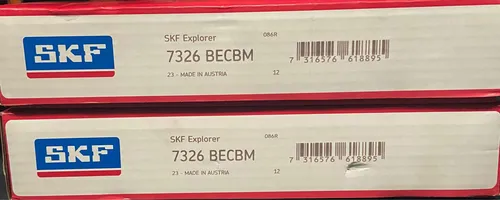 SKF
SKF Explorer
086R
7326 BECBM
7 316576 618895
23 - MADE IN AUSTRIA
12
SKF
SKF Explorer
086R
7326 BECBM
7 316576 618895
23 - MADE IN AUSTRIA
12